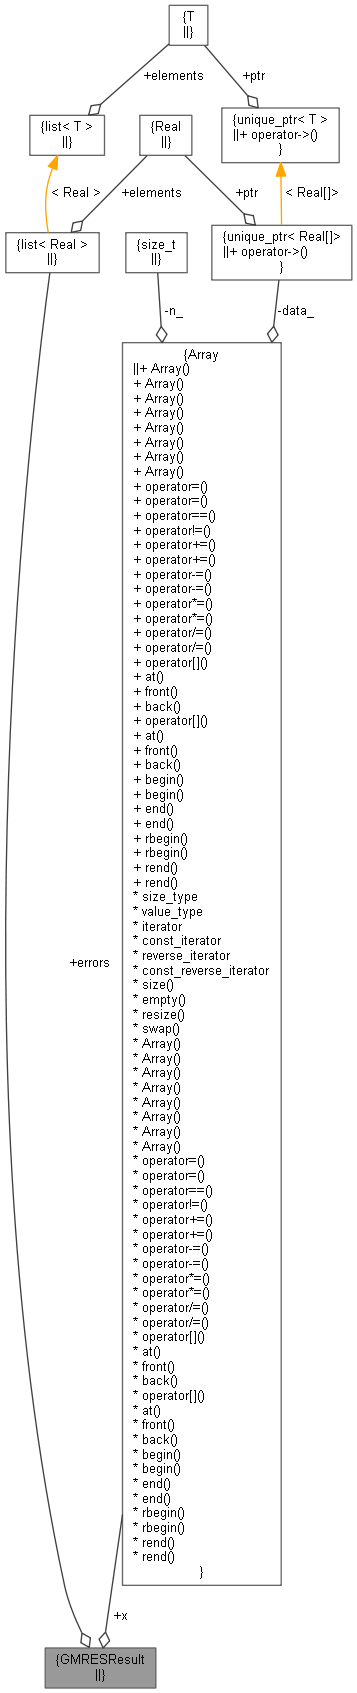 {T
||}
+elements
+ptr
{list< T >
||}
{Real
||}
{unique_ptr< T >
||+ operator->()
}
< Real >
+elements
+ptr
< Real[]>
{list< Real >
||}
{size_t
||}
{unique_ptr< Real[]>
||+ operator->()
}
-n_
-data_
{Array
||+ Array()
+ Array()
+ Array()
+ Array()
+ Array()
+ Array()
+ Array()
+ Array()
+ operator=()
+ operator=()
+ operator==()
+ operator!=()
+ operator+=()
+ operator+=()
+ operator-=()
+ operator-=()
+ operator*=()
+ operator*=()
+ operator/=()
+ operator/=()
+ operator[]()
+ at()
+ front()
+ back()
+ operator[]()
+ at()
+ front()
+ back()
+ begin()
+ begin()
+ end()
+ end()
+ rbegin()
+ rbegin()
+ rend()
+ rend()
* size_type
* value_type
* iterator
* const_iterator
* reverse_iterator
* const_reverse_iterator
* size()
* empty()
* resize()
* swap()
* Array()
* Array()
* Array()
* Array()
* Array()
* Array()
* Array()
* Array()
* operator=()
* operator=()
* operator==()
* operator!=()
* operator+=()
* operator+=()
* operator-=()
* operator-=()
* operator*=()
* operator*=()
* operator/=()
* operator/=()
* operator[]()
* at()
* front()
* back()
* operator[]()
* at()
* front()
* back()
* begin()
* begin()
* end()
* end()
* rbegin()
* rbegin()
* rend()
* rend()
}
+errors
+x
{GMRESResult
||}